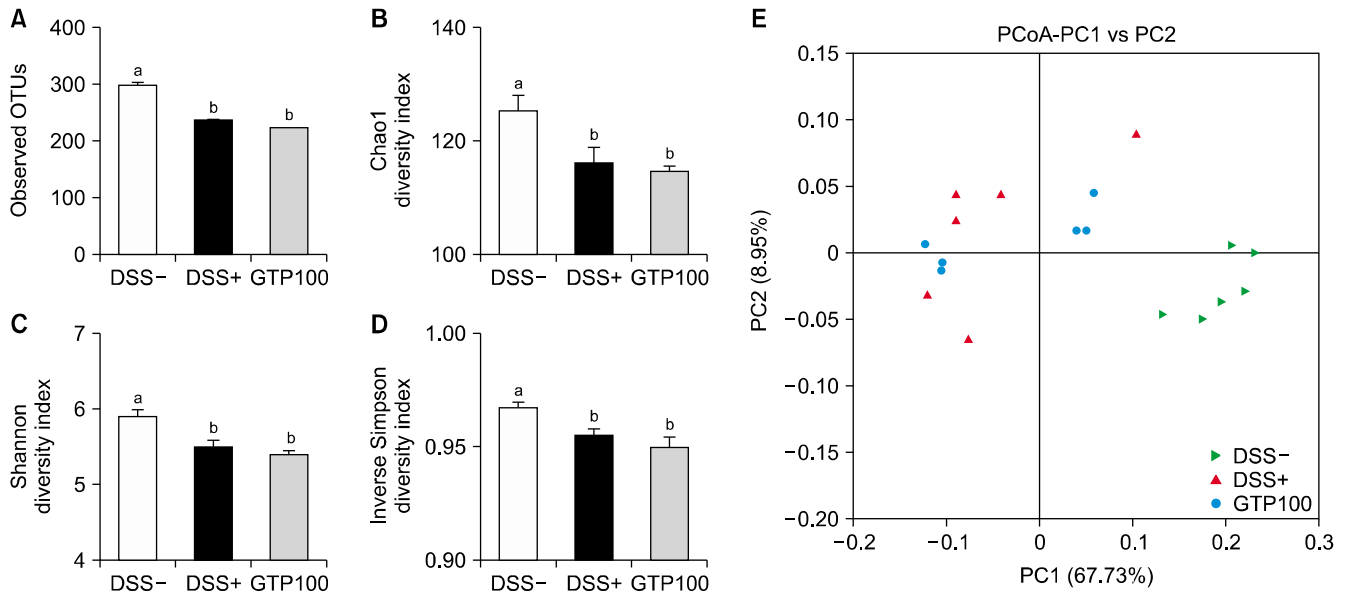 A
Observed OTUs
400
300
200
100
0
a
b
b
DSS− DSS+ GTP100
B
Chao1
diversity index
140
120
100
a
b
b
DSS− DSS+ GTP100
C
Shannon
diversity index
7
6
5
4
a
b
b
DSS− DSS+ GTP100
D
Inverse Simpson
diversity index
1.00
0.95
0.90
a
b
b
DSS− DSS+ GTP100
E
PCoA-PC1 vs PC2
PC2 (8.95%)
0.15
0.10
0.05
0
−0.05
−0.10
−0.15
−0.20
DSS−
DSS+
GTP100
−0.2 −0.1 0 0.1 0.2 0.3
PC1 (67.73%)